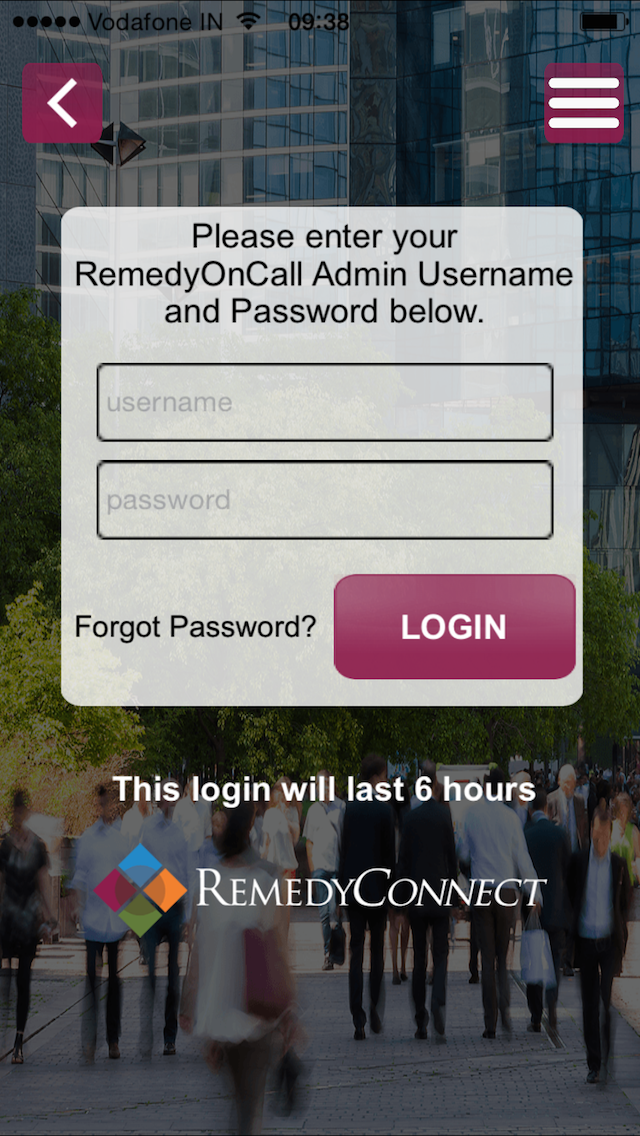 Vodafone IN 09:38
Please enter your
RemedyOnCall Admin Username
and Password below.
username
password
Forgot Password? LOGIN
This login will last 6 hours
REMEDYCONNECT